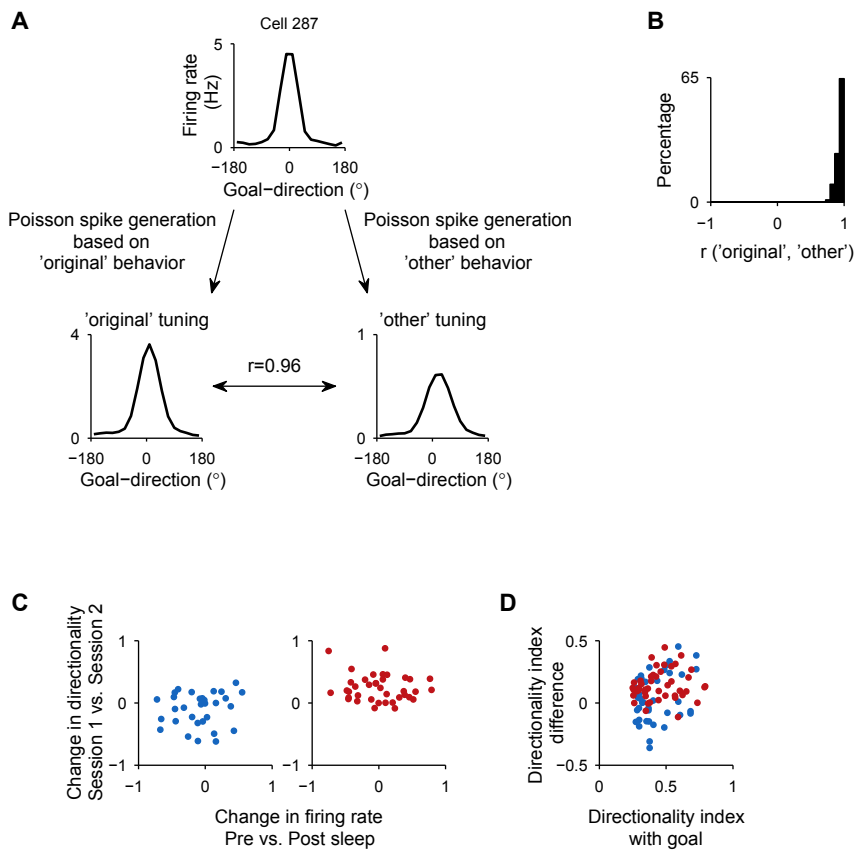 A
Cell 287
5
0
Firing rate
(Hz)
−180
0
180
Goal−direction (°)
Poisson spike generation
based on
'original' behavior
Poisson spike generation
based on
'other' behavior
'original' tuning
4
0
−180
0
180
Goal−direction (°)
r=0.96
'other' tuning
1
0
−180
0
180
Goal−direction (°)
B
65
0
Percentage
−1
0
1
r ('original', 'other')
C
Change in directionality
Session 1 vs. Session 2
1
0
−1
−1
0
1
1
0
−1
−1
0
1
Change in firing rate
Pre vs. Post sleep
D
Directionality index
difference
0.5
0
−0.5
0
0.5
1
Directionality index
with goal